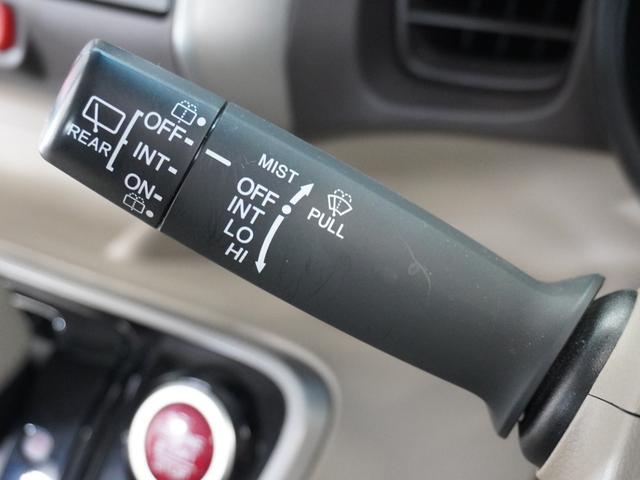 REAR
OFF-
INT-
ON-
MIST
OFF
INT
LO
HI
PULL